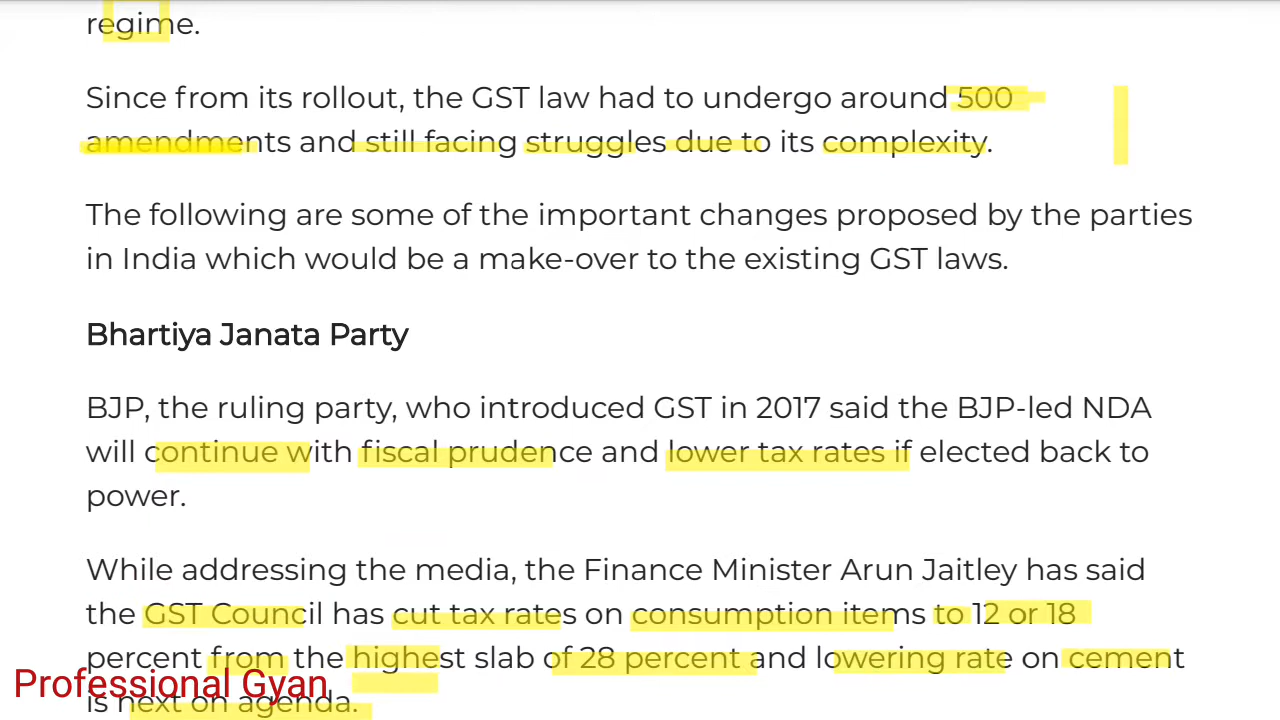 regime.
Since from its rollout, the GST law had to undergo around 500
amendments and still facing struggles due to its complexity.
The following are some of the important changes proposed by the parties
in India which would be a make-over to the existing GST laws.
Bhartiya Janata Party
BJP, the ruling party, who introduced GST in 2017 said the BJP-led NDA
will continue with fiscal prudence and lower tax rates if elected back to
power.
While addressing the media, the Finance Minister Arun Jaitley has said
the GST Council has cut tax rates on consumption items to 12 or 18
percent from the highest slab of 28 percent and lowering rate on cement
is next on agenda.
Professional Gyan